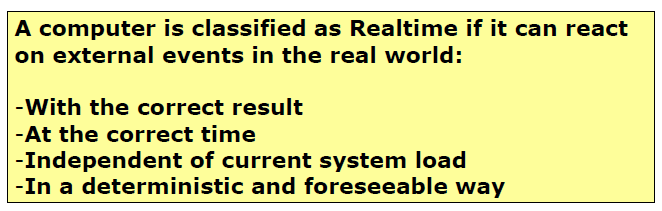 A computer is classified as Realtime if it can react
on external events in the real world:
-With the correct result
-At the correct time
-Independent of current system load
-In a deterministic and foreseeable way